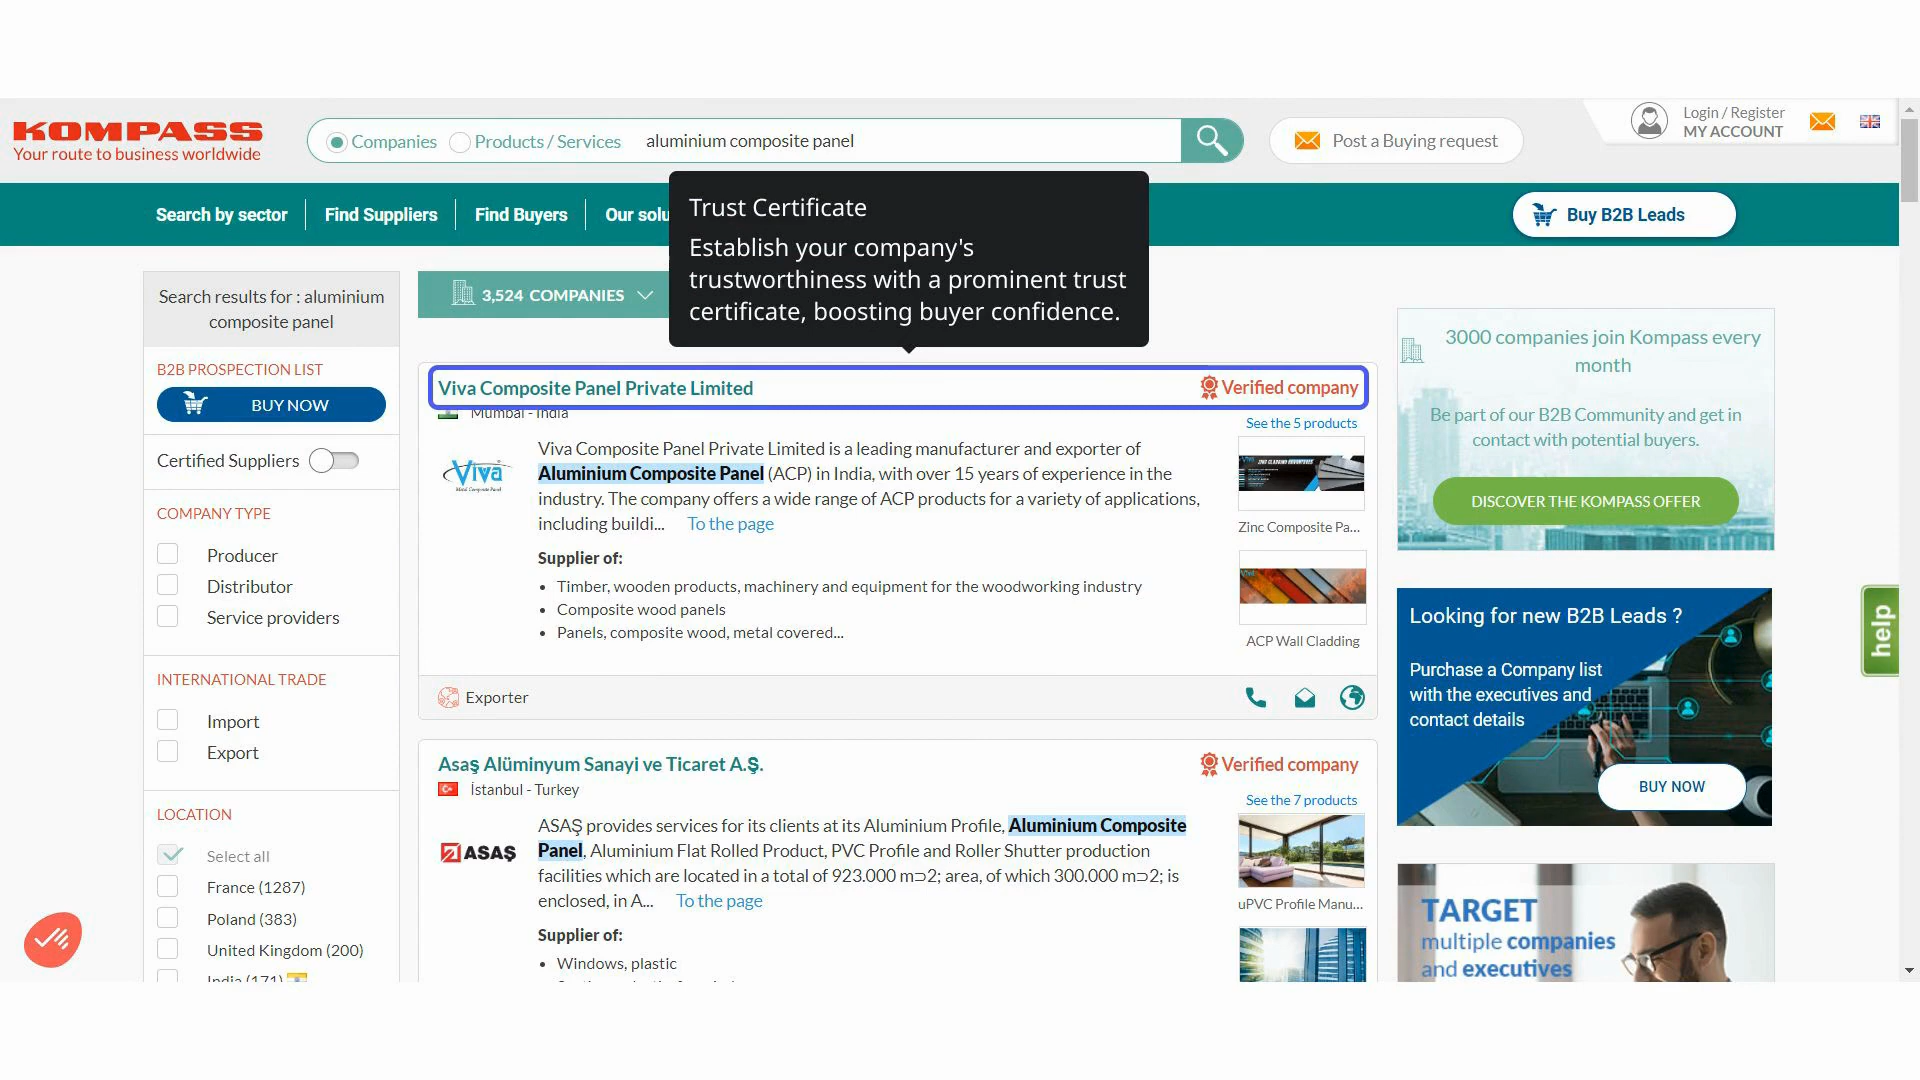 KOMPASS
Your route to business worldwide
Companies
Products / Services
aluminium composite panel
Post a Buying request
Login / Register
MY ACCOUNT
Search by sector
Find Suppliers
Find Buyers
Our solu
Buy B2B Leads
Trust Certificate
Establish your company's
trustworthiness with a prominent trust
certificate, boosting buyer confidence.
Search results for : aluminium
composite panel
B2B PROSPECTION LIST
BUY NOW
Certified Suppliers
COMPANY TYPE
Producer
Distributor
Service providers
INTERNATIONAL TRADE
Import
Export
LOCATION
Select all
France (1287)
Poland (383)
United Kingdom (200)
India (171)
3,524 COMPANIES
Viva Composite Panel Private Limited
Verified company
Mumbai - India
See the 5 products
Viva
Viva Composite Panel Private Limited is a leading manufacturer and exporter of
Aluminium Composite Panel (ACP) in India, with over 15 years of experience in the
industry. The company offers a wide range of ACP products for a variety of applications,
including buildi... To the page
Supplier of:
• Timber, wooden products, machinery and equipment for the woodworking industry
• Composite wood panels
• Panels, composite wood, metal covered...
Zinc Composite Pa...
ACP Wall Cladding
Exporter
Asaş Alüminyum Sanayi ve Ticaret A.Ş.
Verified company
İstanbul - Turkey
See the 7 products
ASAŞ
ASAŞ provides services for its clients at its Aluminium Profile, Aluminium Composite
Panel, Aluminium Flat Rolled Product, PVC Profile and Roller Shutter production
facilities which are located in a total of 923.000 m⊃2; area, of which 300.000 m⊃2; is
enclosed, in A... To the page
Supplier of:
• Windows, plastic
uPVC Profile Manu...
3000 companies join Kompass every
month
Be part of our B2B Community and get in
contact with potential buyers.
DISCOVER THE KOMPASS OFFER
Looking for new B2B Leads ?
Purchase a Company list
with the executives and
contact details
BUY NOW
TARGET
multiple companies
and executives
help